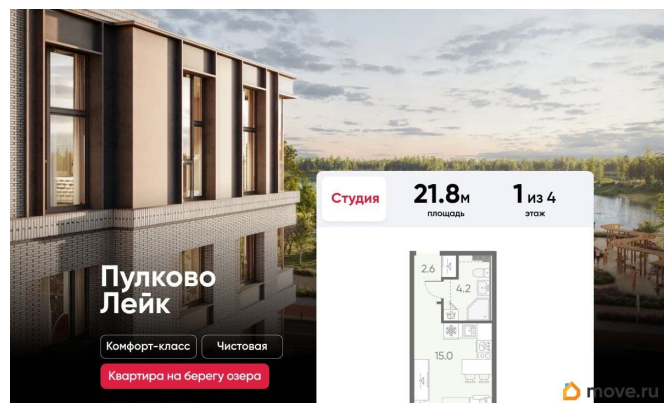 Студия
21.8м
площадь
1 из 4
этаж
2.6
4.2
15.0
Пулково
Лейк
Комфорт-класс
Чистовая
Квартира на берегу озера
move.ru